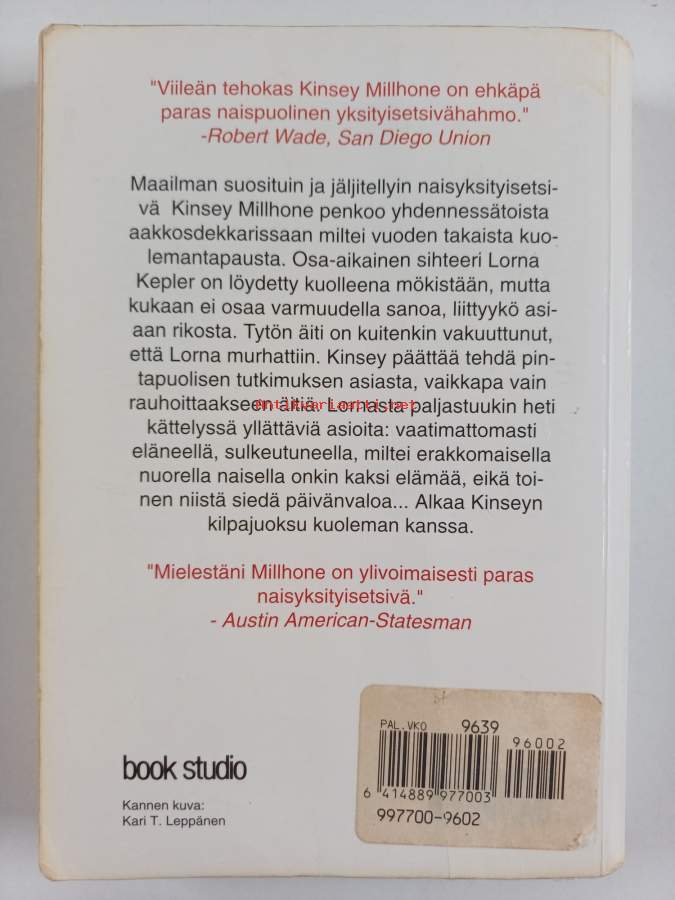 "Viileän tehokas Kinsey Millhone on ehkäpä
paras naispuolinen yksityisetsivähahmo."
-Robert Wade, San Diego Union
Maailman suosituin ja jäljitellyin naisyksityisetsi-
vä Kinsey Millhone penkoo yhdennessätoista
aakkosdekkarissaan miltei vuoden takaista kuo-
lemantapausta. Osa-aikainen sihteeri Lorna
Kepler on löydetty kuolleena mökistään, mutta
kukaan ei osaa varmuudella sanoa, liittyykö asi-
aan rikosta. Tytön äiti on kuitenkin vakuuttunut,
että Lorna murhattiin. Kinsey päättää tehdä pin-
tapuolisen tutkimuksen asiasta, vaikkapa vain
rauhoittaakseen äitiä. Lornasta paljastuukin heti
Antikvariaatti.net
kättelyssä yllättäviä asioita: vaatimattomasti
eläneellä, sulkeutuneella, miltei erakkomaisella
nuorella naisella onkin kaksi elämää, eikä toi-
nen niistä siedä päivänvaloa... Alkaa Kinseyn
kilpajuoksu kuoleman kanssa.
"Mielestäni Millhone on ylivoimaisesti paras
naisyksityisetsivä."
- Austin American-Statesman
book studio
Kannen kuva:
Kari T. Leppänen
PAL.VKO 9639
96002
6 414889 977003
997700-9602